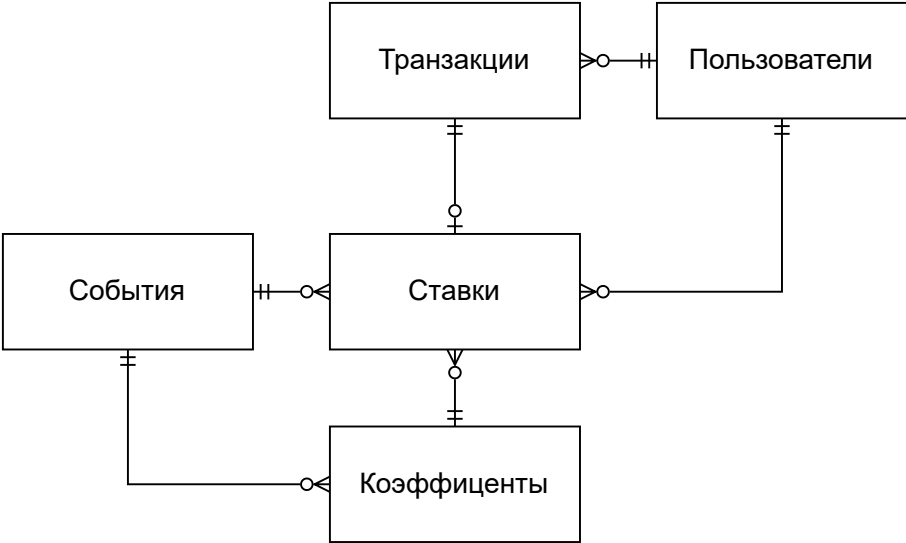 Транзакции
Пользователи
События
Ставки
Коэффиценты